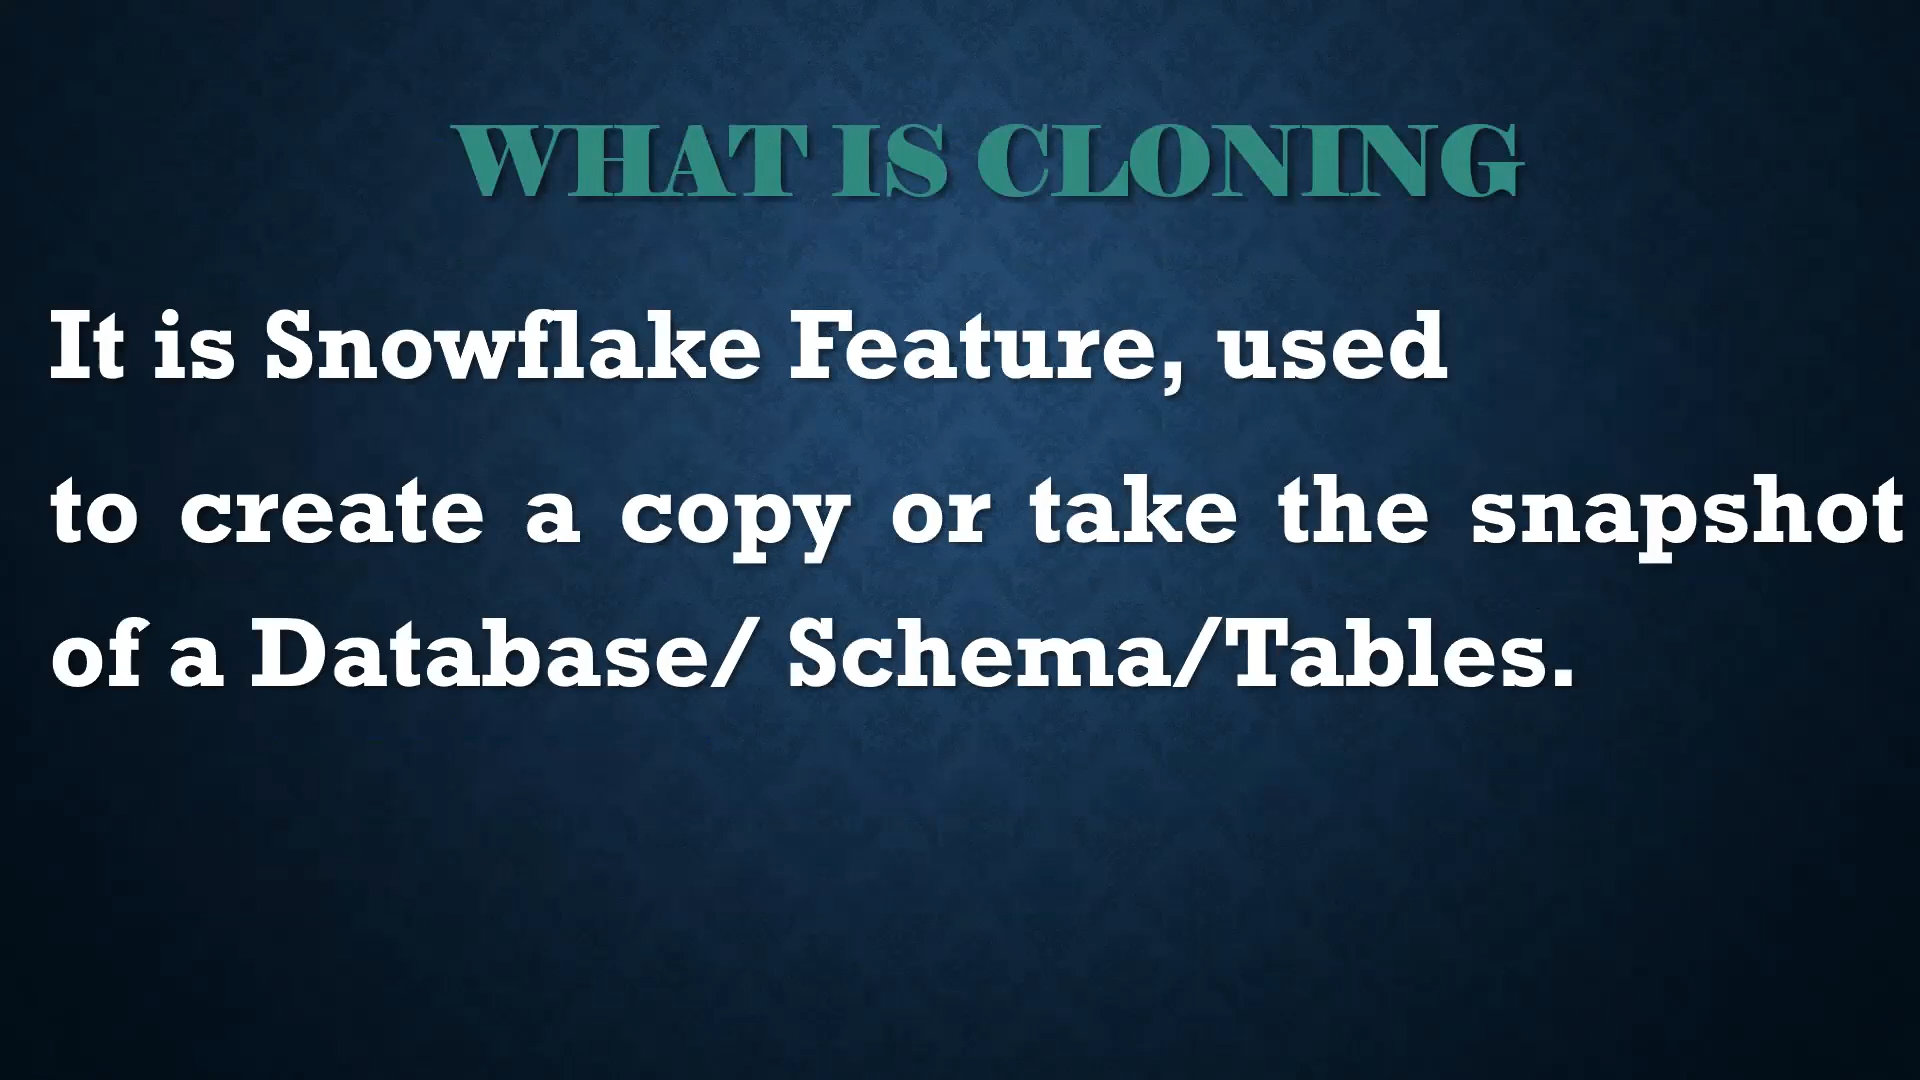 WHAT IS CLONING
It is Snowflake Feature, used
to create a copy or take the snapshot
of a Database/ Schema/Tables.